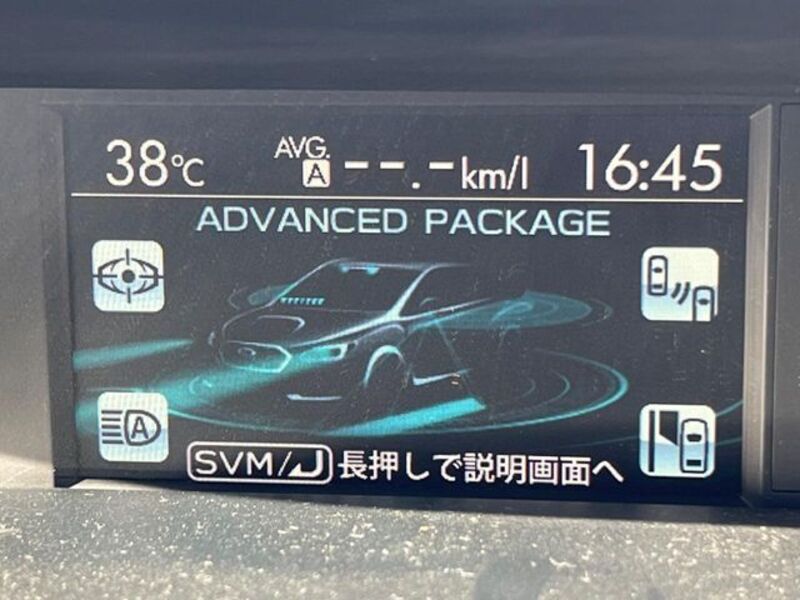 38℃ AVG. A --.-km/l 16:45
ADVANCED PACKAGE
A
SVM/⤶ 長押しで説明画面へ